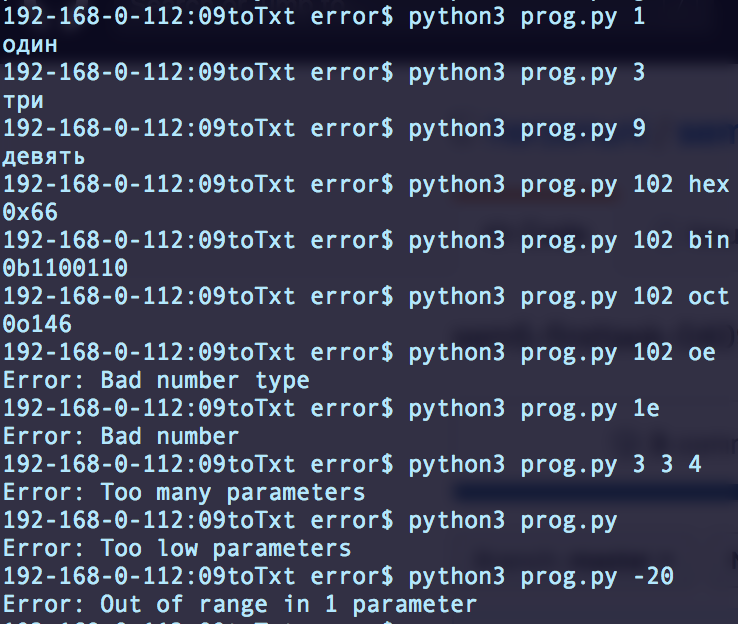 192-168-0-112:09toTxt error$ python3 prog.py 1
один
192-168-0-112:09toTxt error$ python3 prog.py 3
три
192-168-0-112:09toTxt error$ python3 prog.py 9
девять
192-168-0-112:09toTxt error$ python3 prog.py 102 hex
0x66
192-168-0-112:09toTxt error$ python3 prog.py 102 bin
0b1100110
192-168-0-112:09toTxt error$ python3 prog.py 102 oct
0o146
192-168-0-112:09toTxt error$ python3 prog.py 102 oe
Error: Bad number type
192-168-0-112:09toTxt error$ python3 prog.py 1e
Error: Bad number
192-168-0-112:09toTxt error$ python3 prog.py 3 3 4
Error: Too many parameters
192-168-0-112:09toTxt error$ python3 prog.py
Error: Too low parameters
192-168-0-112:09toTxt error$ python3 prog.py -20
Error: Out of range in 1 parameter